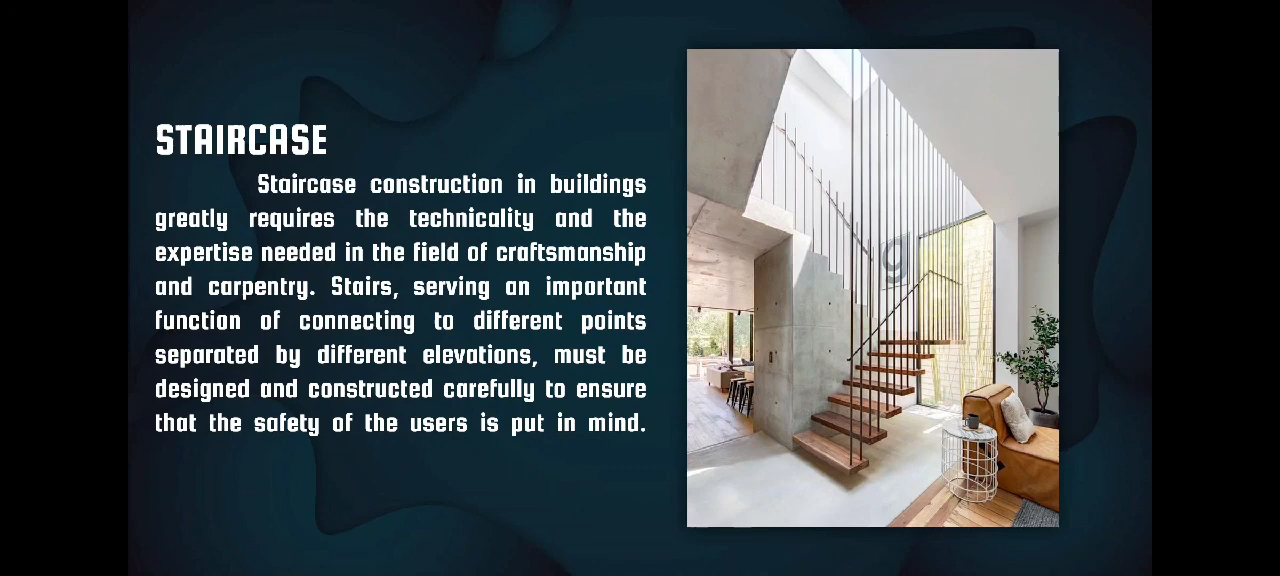 STAIRCASE
Staircase construction in buildings
greatly requires the technicality and the
expertise needed in the field of craftsmanship
and carpentry. Stairs, serving an important
function of connecting to different points
separated by different elevations, must be
designed and constructed carefully to ensure
that the safety of the users is put in mind.
g